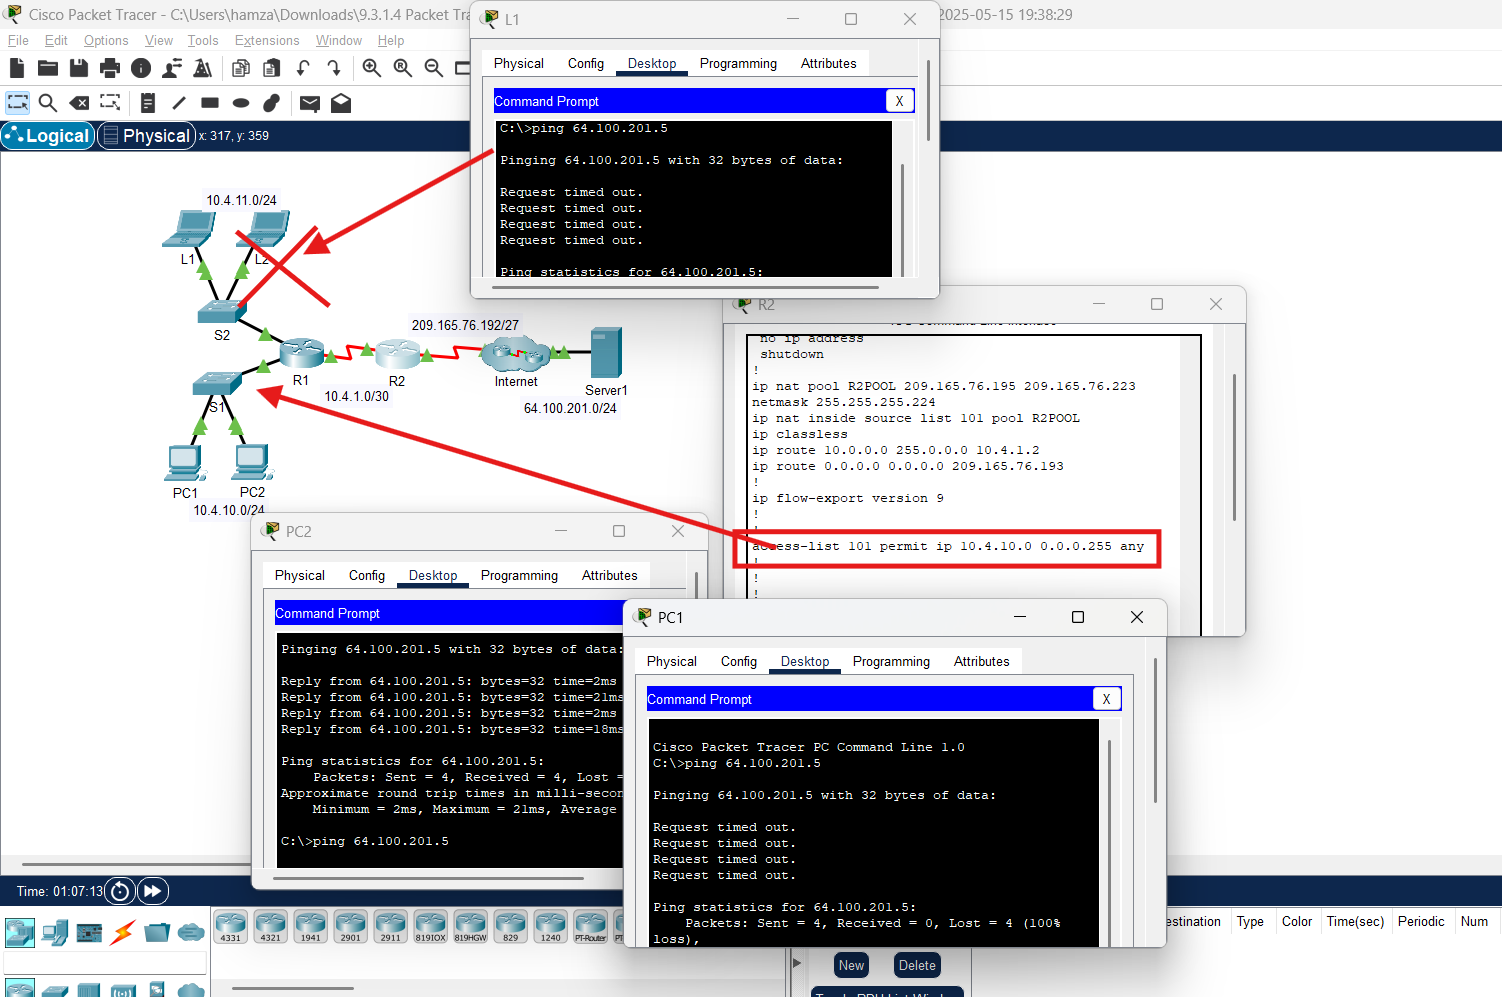 Cisco Packet Tracer - C:\Users\hamza\Downloads\9.3.1.4 Packet Tra
2025-05-15 19:38:29
File Edit Options View Tools Extensions Window Help
Logical Physical x: 317, y: 359
L1
Physical Config Desktop Programming Attributes
Command Prompt X
C:\>ping 64.100.201.5
Pinging 64.100.201.5 with 32 bytes of data:
Request timed out.
Request timed out.
Request timed out.
Request timed out.
Ping statistics for 64.100.201.5:
10.4.11.0/24
L1
L2
S2
209.165.76.192/27
R1
R2
Internet
Server1
10.4.1.0/30
64.100.201.0/24
S1
PC1
PC2
10.4.10.0/24
R2
no ip address
shutdown
!
ip nat pool R2POOL 209.165.76.195 209.165.76.223
netmask 255.255.255.224
ip nat inside source list 101 pool R2POOL
ip classless
ip route 10.0.0.0 255.0.0.0 10.4.1.2
ip route 0.0.0.0 0.0.0.0 209.165.76.193
!
ip flow-export version 9
!
!
access-list 101 permit ip 10.4.10.0 0.0.0.255 any
!
!
!
PC2
Physical Config Desktop Programming Attributes
Command Prompt
Pinging 64.100.201.5 with 32 bytes of data:
Reply from 64.100.201.5: bytes=32 time=2ms
Reply from 64.100.201.5: bytes=32 time=21ms
Reply from 64.100.201.5: bytes=32 time=2ms
Reply from 64.100.201.5: bytes=32 time=18ms
Ping statistics for 64.100.201.5:
Packets: Sent = 4, Received = 4, Lost =
Approximate round trip times in milli-secon
Minimum = 2ms, Maximum = 21ms, Average
C:\>ping 64.100.201.5
PC1
Physical Config Desktop Programming Attributes
Command Prompt X
Cisco Packet Tracer PC Command Line 1.0
C:\>ping 64.100.201.5
Pinging 64.100.201.5 with 32 bytes of data:
Request timed out.
Request timed out.
Request timed out.
Request timed out.
Ping statistics for 64.100.201.5:
Packets: Sent = 4, Received = 0, Lost = 4 (100%
loss),
Time: 01:07:13
4331 4321 1941 2901 2911 819IOX 819HGW 829 1240 PT-Router
estination Type Color Time(sec) Periodic Num
New Delete